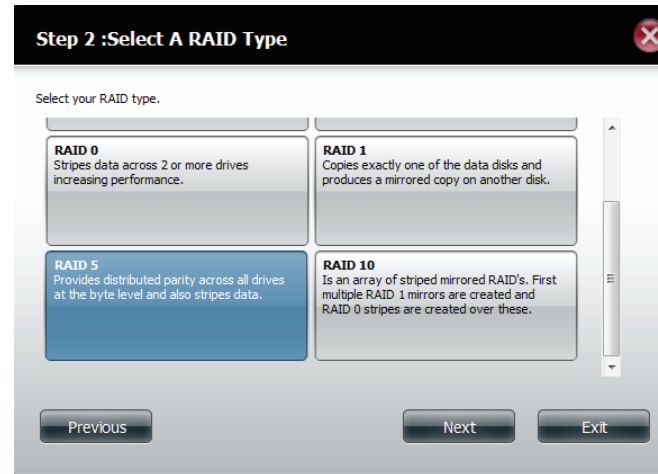 Step 2 :Select A RAID Type
Select your RAID type.
RAID 0
Stripes data across 2 or more drives
increasing performance.
RAID 1
Copies exactly one of the data disks and
produces a mirrored copy on another disk.
RAID 5
Provides distributed parity across all drives
at the byte level and also stripes data.
RAID 10
Is an array of striped mirrored RAID's. First
multiple RAID 1 mirrors are created and
RAID 0 stripes are created over these.
Previous
Next
Exit